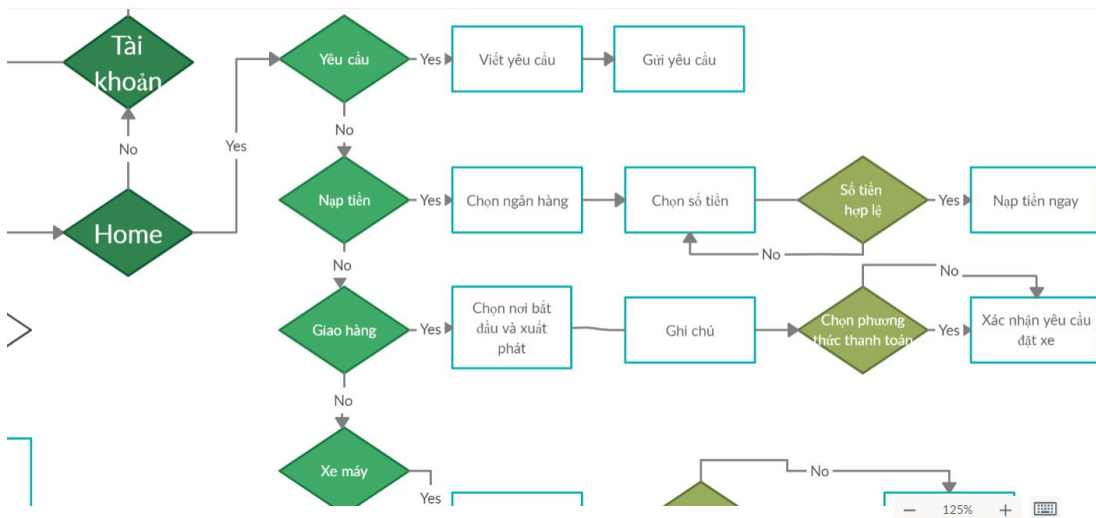 Tài
khoản
No
Home
Yes
Yêu cầu
Yes
Viết yêu cầu
Gửi yêu cầu
No
Nạp tiền
Yes
Chọn ngân hàng
Chọn số tiền
Số tiền
hợp lệ
Yes
Nạp tiền ngay
No
No
Giao hàng
Yes
Chọn nơi bắt
đầu và xuất
phát
Ghi chú
Chọn phương
thức thanh toán
No
Yes
Xác nhận yêu cầu
đặt xe
No
Xe máy
Yes
No
125%